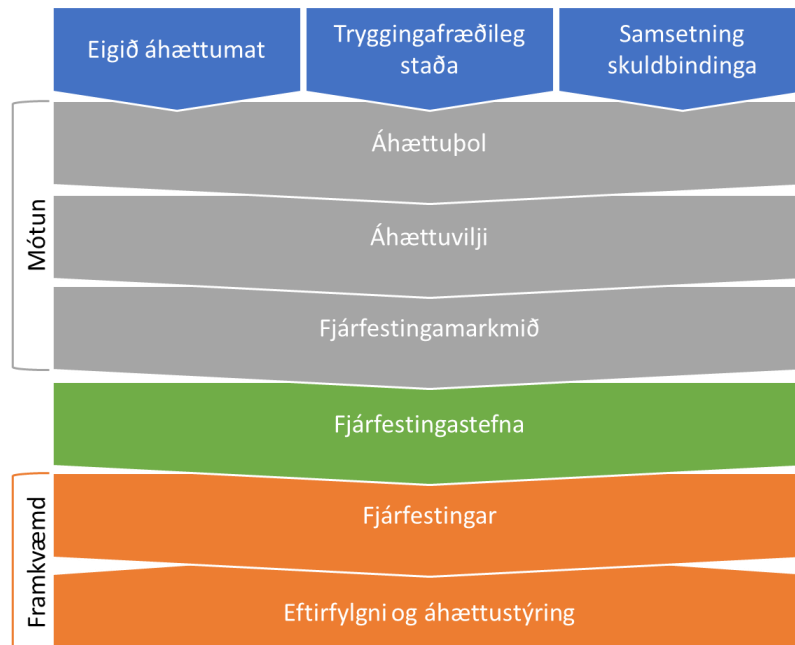 Eigið áhættumat
Tryggingafræðileg
staða
Samsetning
skuldbindinga
Mótun
Áhættuþol
Áhættuvilji
Fjárfestingamarkmið
Fjárfestingastefna
Framkvæmd
Fjárfestingar
Eftirfylgni og áhættustýring